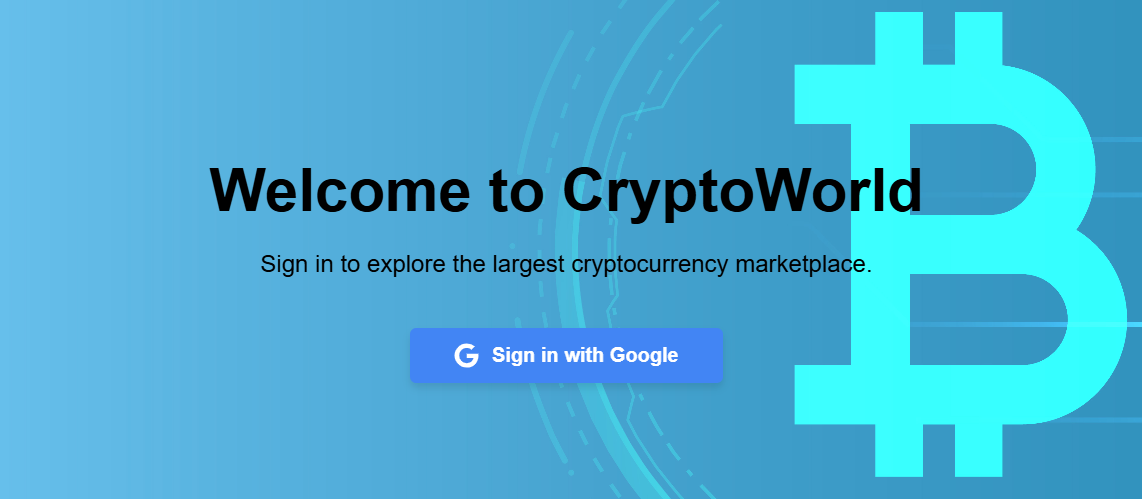 Welcome to CryptoWorld
Sign in to explore the largest cryptocurrency marketplace.
Sign in with Google